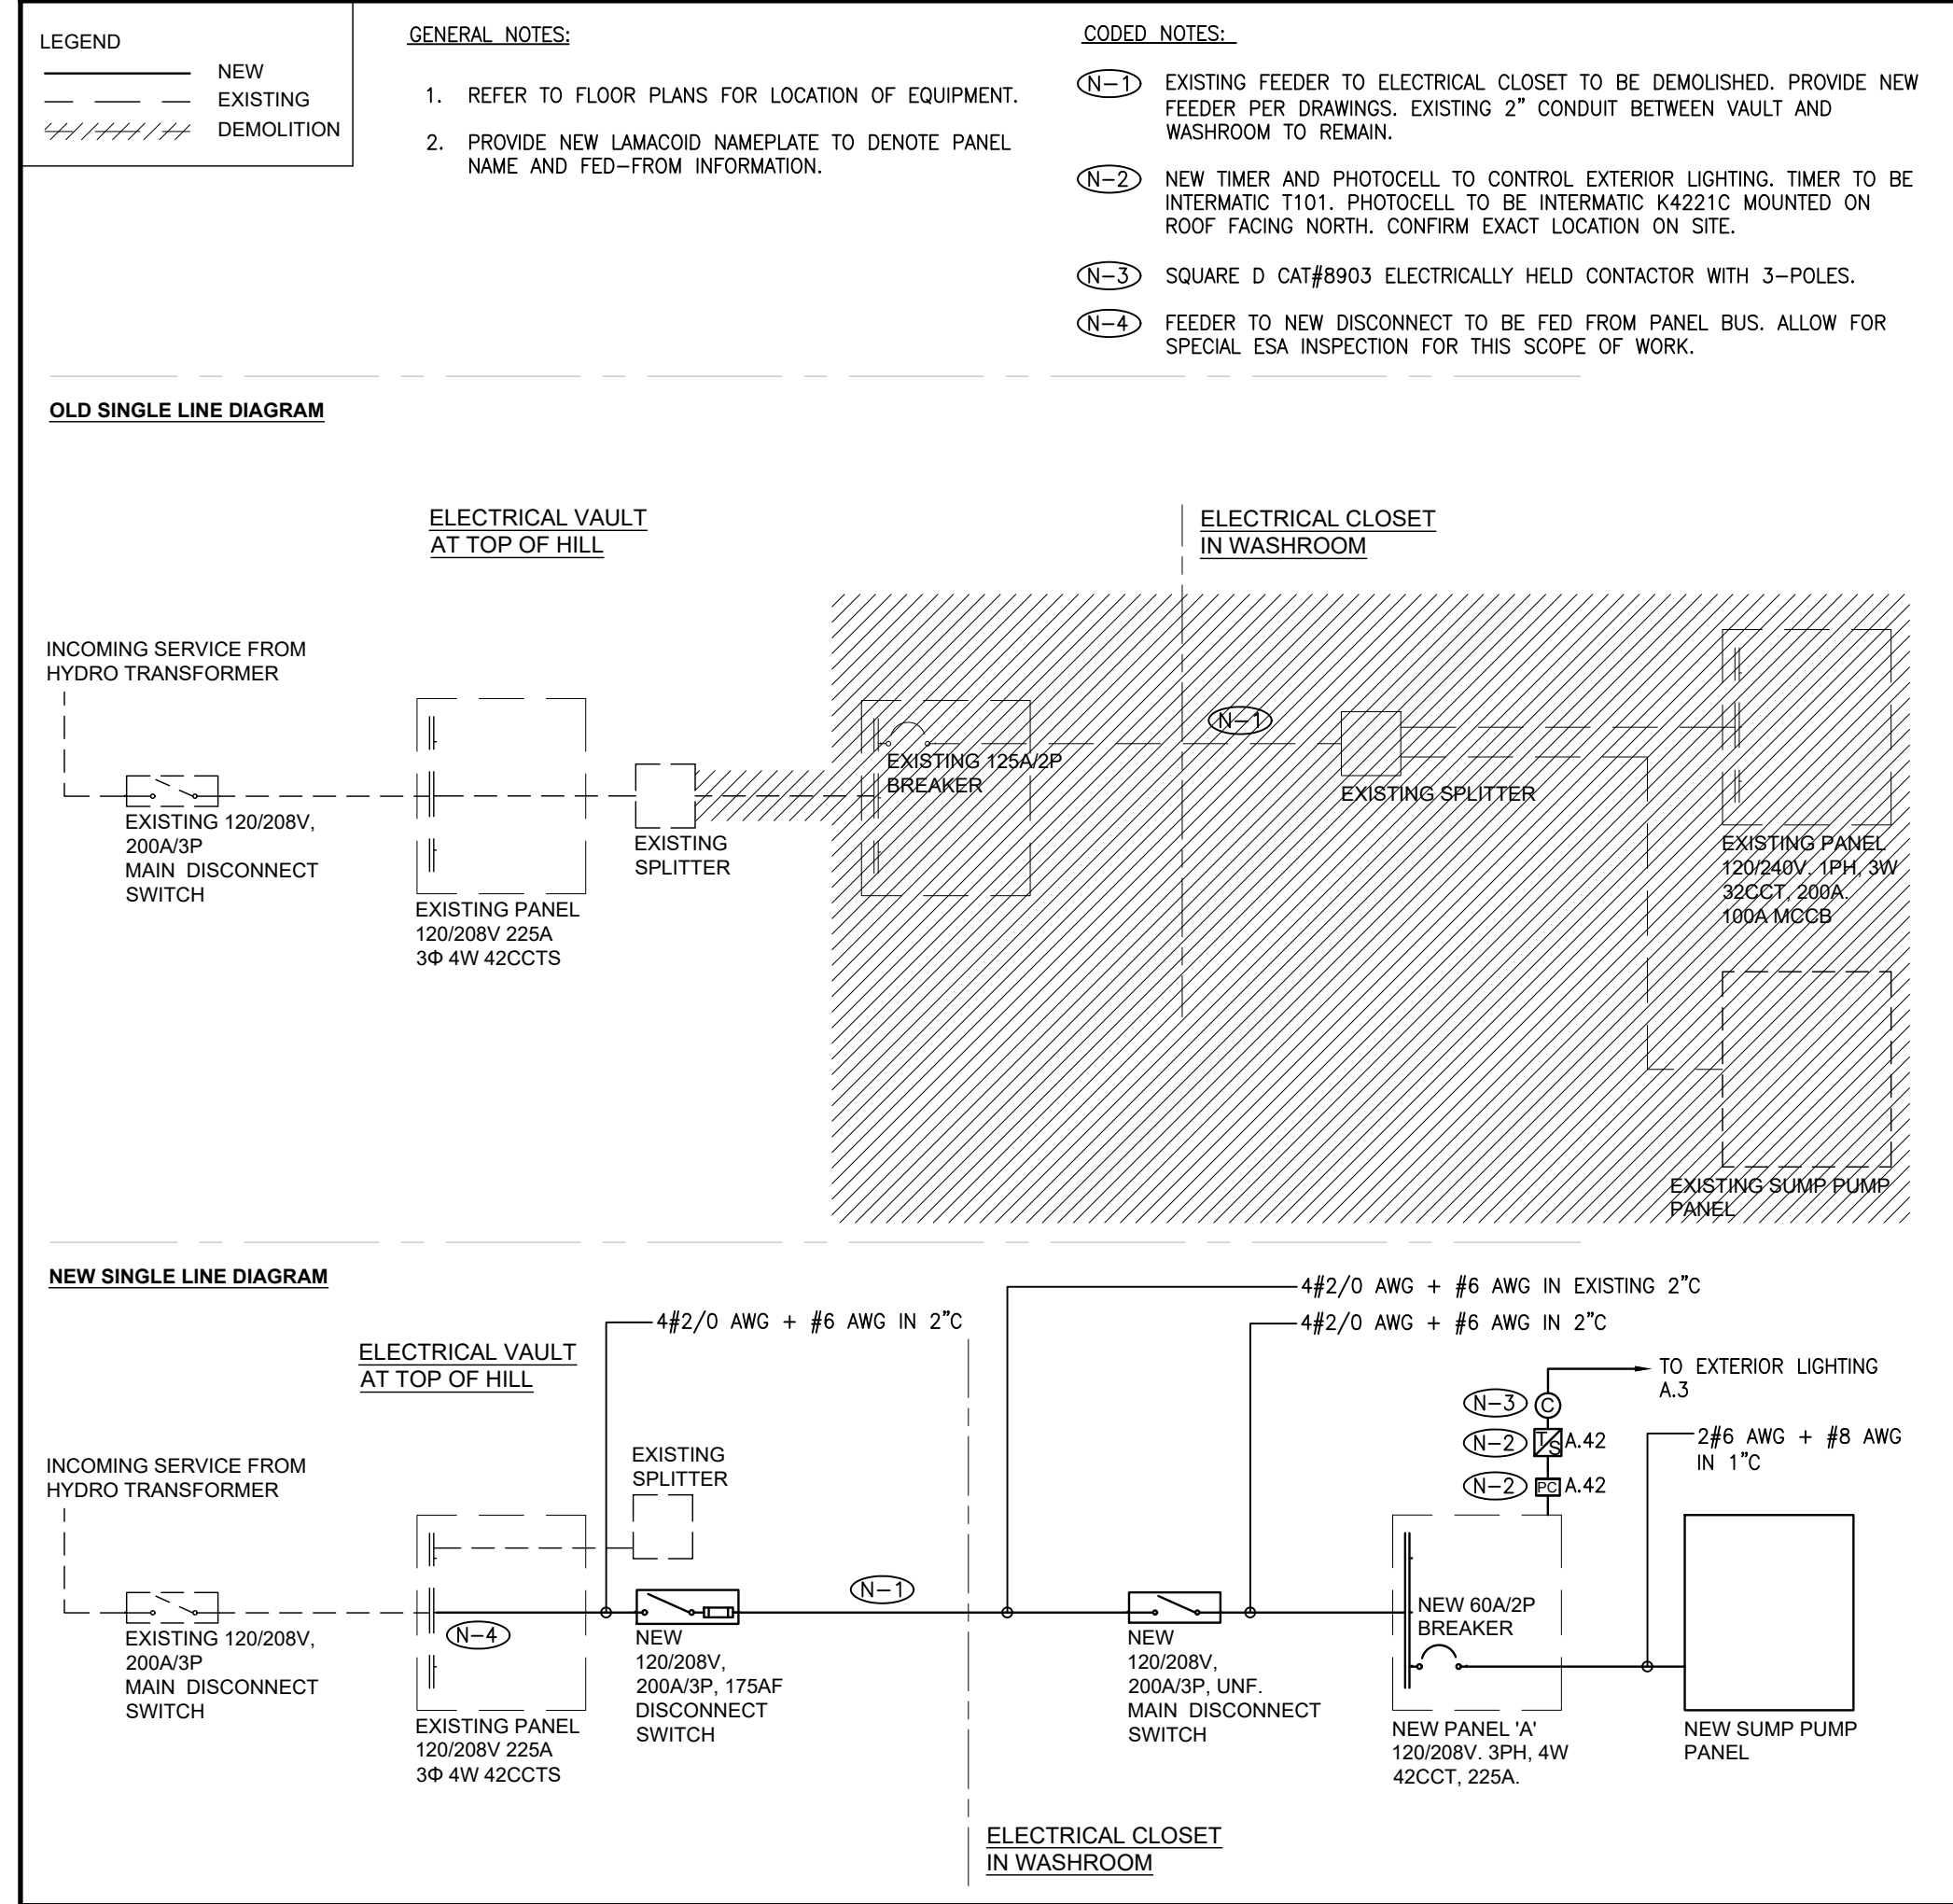 LEGEND
NEW
EXISTING
DEMOLITION
GENERAL NOTES:
1. REFER TO FLOOR PLANS FOR LOCATION OF EQUIPMENT.
2. PROVIDE NEW LAMACOID NAMEPLATE TO DENOTE PANEL
NAME AND FED-FROM INFORMATION.
CODED NOTES:
N-1 EXISTING FEEDER TO ELECTRICAL CLOSET TO BE DEMOLISHED. PROVIDE NEW
FEEDER PER DRAWINGS. EXISTING 2" CONDUIT BETWEEN VAULT AND
WASHROOM TO REMAIN.
N-2 NEW TIMER AND PHOTOCELL TO CONTROL EXTERIOR LIGHTING. TIMER TO BE
INTERMATIC T101. PHOTOCELL TO BE INTERMATIC K4221C MOUNTED ON
ROOF FACING NORTH. CONFIRM EXACT LOCATION ON SITE.
N-3 SQUARE D CAT#8903 ELECTRICALLY HELD CONTACTOR WITH 3-POLES.
N-4 FEEDER TO NEW DISCONNECT TO BE FED FROM PANEL BUS. ALLOW FOR
SPECIAL ESA INSPECTION FOR THIS SCOPE OF WORK.
OLD SINGLE LINE DIAGRAM
ELECTRICAL VAULT
AT TOP OF HILL
ELECTRICAL CLOSET
IN WASHROOM
INCOMING SERVICE FROM
HYDRO TRANSFORMER
EXISTING 120/208V,
200A/3P
MAIN DISCONNECT
SWITCH
EXISTING PANEL
120/208V 225A
3Φ 4W 42CCTS
EXISTING
SPLITTER
EXISTING 125A/2P
BREAKER
N-1
EXISTING SPLITTER
EXISTING PANEL
120/240V. 1PH, 3W
32CCT, 200A.
100A MCCB
EXISTING SUMP PUMP
PANEL
NEW SINGLE LINE DIAGRAM
4#2/0 AWG + #6 AWG IN 2"C
4#2/0 AWG + #6 AWG IN EXISTING 2"C
4#2/0 AWG + #6 AWG IN 2"C
ELECTRICAL VAULT
AT TOP OF HILL
TO EXTERIOR LIGHTING
A.3
N-3 C
N-2 T/S A.42
N-2 PC A.42
2#6 AWG + #8 AWG
IN 1"C
INCOMING SERVICE FROM
HYDRO TRANSFORMER
EXISTING
SPLITTER
EXISTING 120/208V,
200A/3P
MAIN DISCONNECT
SWITCH
N-4
EXISTING PANEL
120/208V 225A
3Φ 4W 42CCTS
N-1
NEW
120/208V,
200A/3P, 175AF
DISCONNECT
SWITCH
NEW
120/208V,
200A/3P, UNF.
MAIN DISCONNECT
SWITCH
NEW 60A/2P
BREAKER
NEW PANEL 'A'
120/208V. 3PH, 4W
42CCT, 225A.
NEW SUMP PUMP
PANEL
ELECTRICAL CLOSET
IN WASHROOM